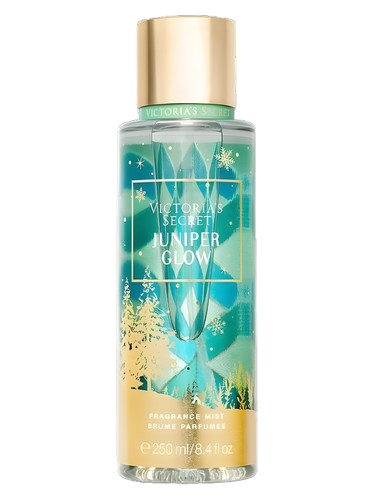 VICTORIA'S SECRET
VICTORIA'S
SECRET
JUNIPER
GLOW
FRAGRANCE MIST
BRUME PARFUMÉE
℮ 250 ml/8.4 fl oz